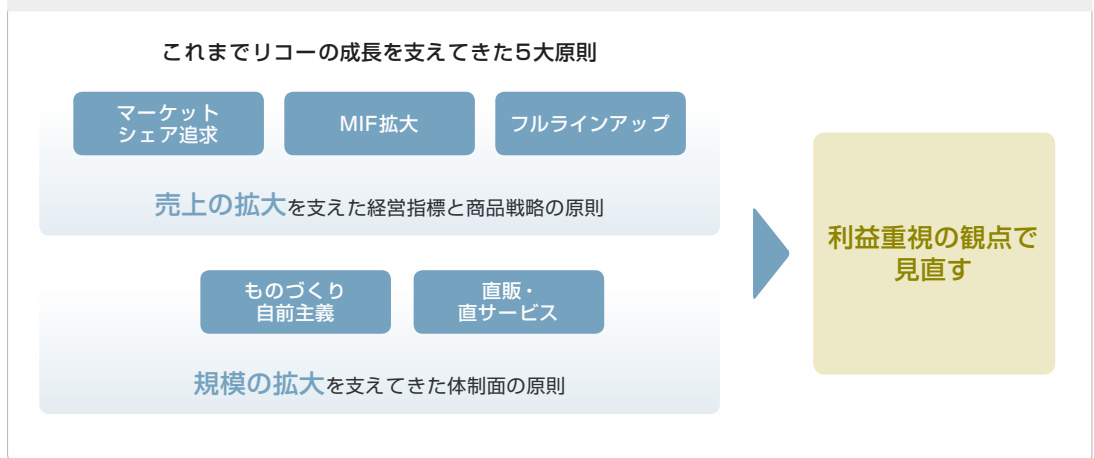 これまでリコーの成長を支えてきた5大原則
マーケット
シェア追求
MIF拡大
フルラインアップ
売上の拡大を支えた経営指標と商品戦略の原則
ものづくり
自前主義
直販・
直サービス
規模の拡大を支えてきた体制面の原則
利益重視の観点で
見直す